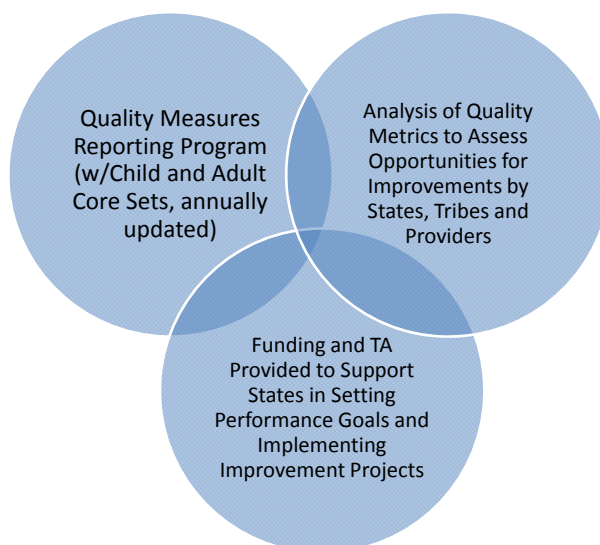 Quality Measures
Reporting Program
(w/Child and Adult
Core Sets, annually
updated)
Analysis of Quality
Metrics to Assess
Opportunities for
Improvements by
States, Tribes and
Providers
Funding and TA
Provided to Support
States in Setting
Performance Goals and
Implementing
Improvement Projects